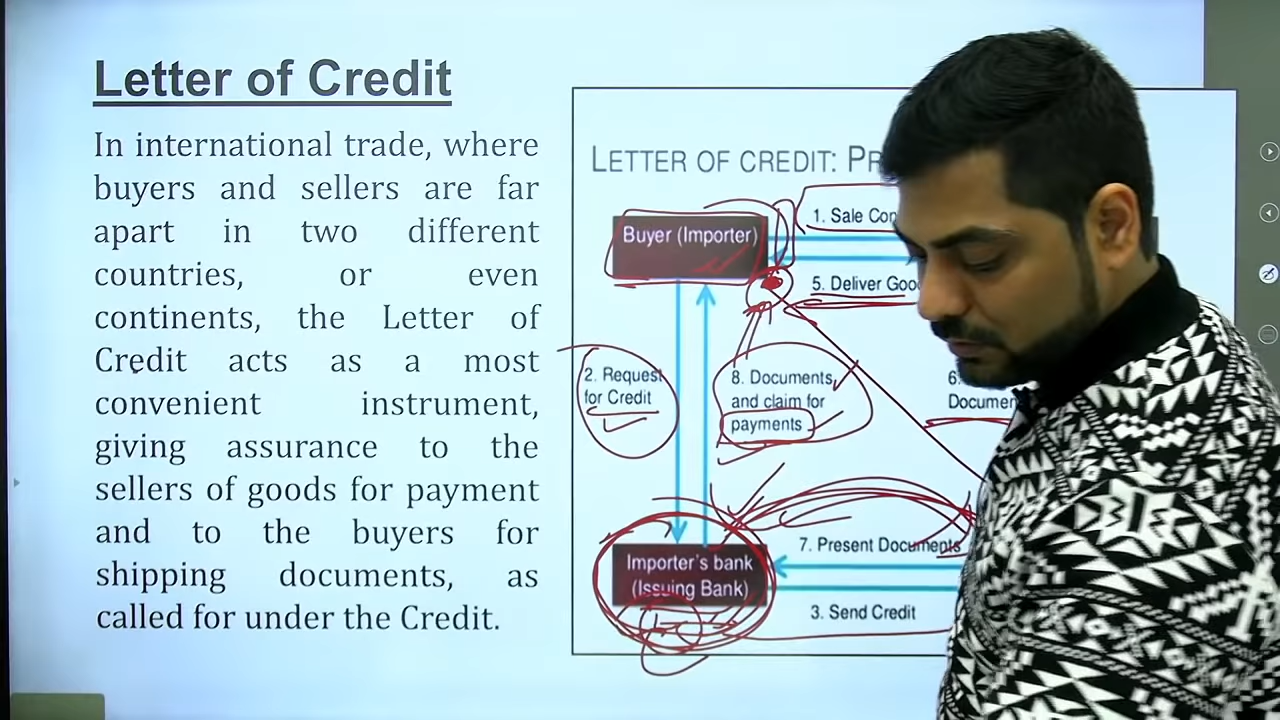 Letter of Credit
In international trade, where
buyers and sellers are far
apart in two different
countries, or even
continents, the Letter of
Credit acts as a most
convenient instrument,
giving assurance to the
sellers of goods for payment
and to the buyers for
shipping documents, as
called for under the Credit.
LETTER OF CREDIT:
1. Sale
Buyer (Importer)
5. Deliver
2. Request
for Credit
8. Documents,
and claim for
payments
6.
Importer's bank
(Issuing Bank)
7. Present Documents
3. Send Credit